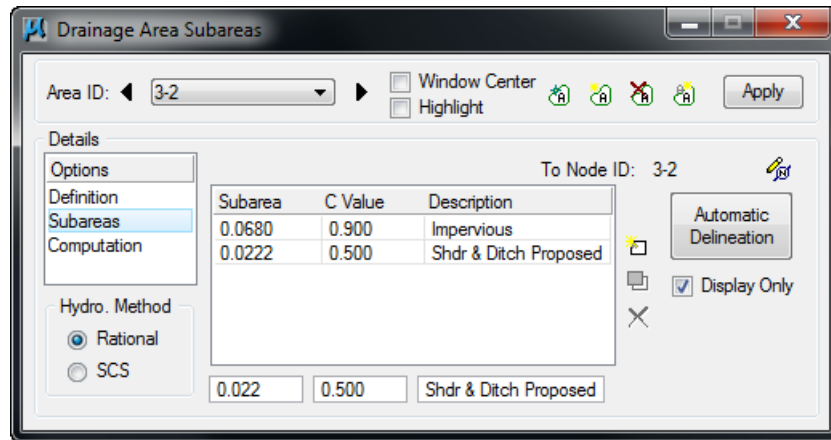 Drainage Area Subareas
Area ID: 3-2 Window Center
Highlight
Apply
Details
Options
Definition
Subareas
Computation
To Node ID: 3-2
Subarea C Value Description
0.0680 0.900 Impervious
0.0222 0.500 Shdr & Ditch Proposed
Automatic
Delineation
Display Only
Hydro. Method
Rational
SCS
0.022 0.500 Shdr & Ditch Proposed